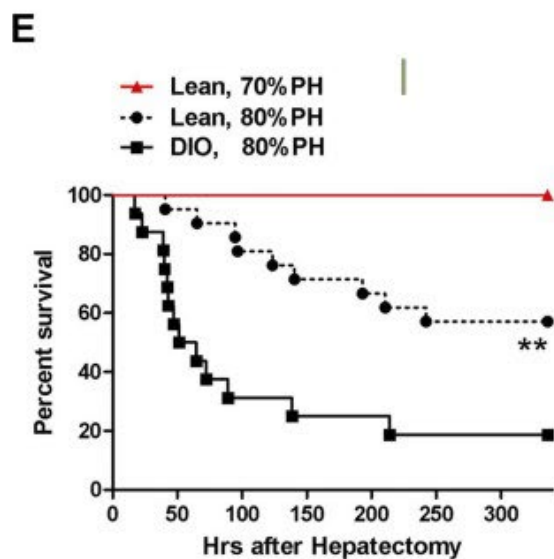 E
Lean, 70%PH
Lean, 80%PH
DIO, 80%PH
100
80
60
40
20
0
Percent survival
**
0 50 100 150 200 250 300
Hrs after Hepatectomy